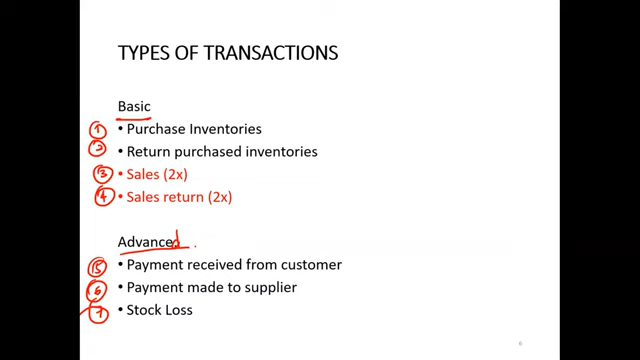 TYPES OF TRANSACTIONS
Basic
① • Purchase Inventories
② • Return purchased inventories
③ • Sales (2x)
④ • Sales return (2x)
Advanced.
⑤ • Payment received from customer
⑥ • Payment made to supplier
⑦ • Stock Loss
6